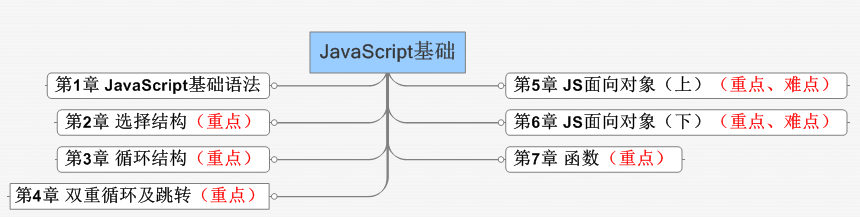 JavaScript基础
第1章 JavaScript基础语法
第2章 选择结构（重点）
第3章 循环结构（重点）
第4章 双重循环及跳转（重点）
第5章 JS面向对象（上）（重点、难点）
第6章 JS面向对象（下）（重点、难点）
第7章 函数（重点）